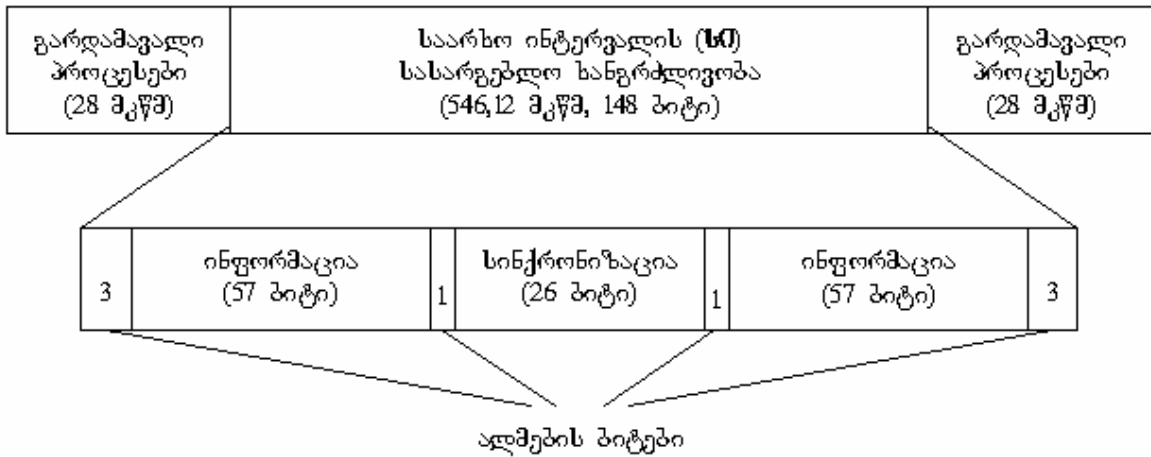 გარდამავალი
პროცესები
(28 მკწმ)
საარხო ინტერვალის (სი)
სასარგებლო ხანგრძლივობა
(546,12 მკწმ, 148 ბიტი)
გარდამავალი
პროცესები
(28 მკწმ)
3
ინფორმაცია
(57 ბიტი)
1
სინქრონიზაცია
(26 ბიტი)
1
ინფორმაცია
(57 ბიტი)
3
ალმების ბიტები